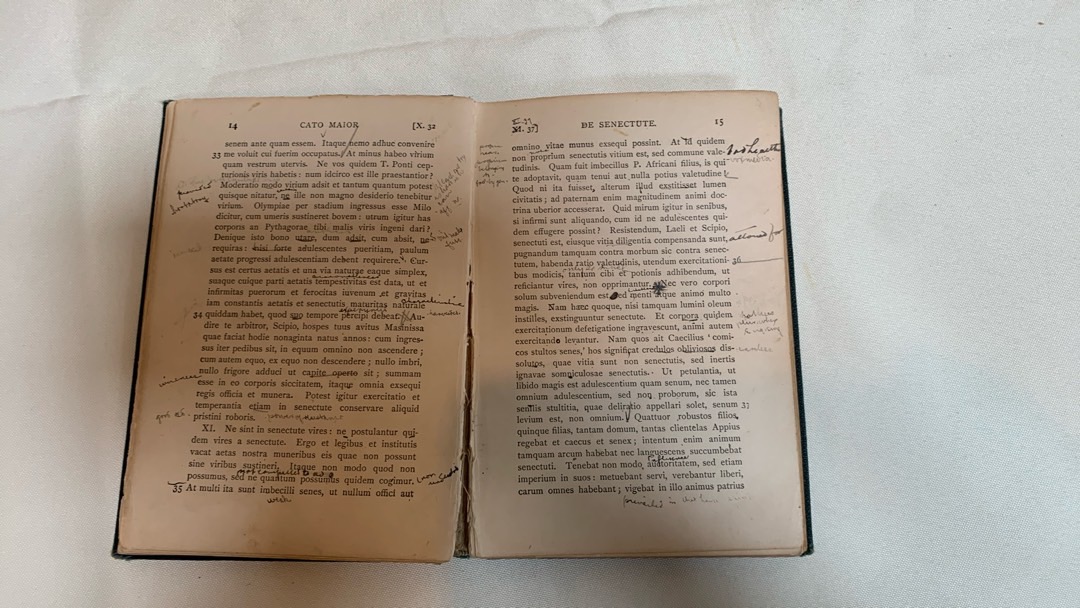 14 CATO MAIOR [X. 32
senem ante quam essem. Itaque nemo adhuc convenire
33 me voluit cui fuerim occupatus. At minus habeo virium
quam vestrum utervis. Ne vos quidem T. Ponti cen-
turionis viris habetis: num idcirco est ille praestantior?
Moderatio modo virium adsit et tantum quantum potest
quisque nitatur, ne ille non magno desiderio tenebitur
virium. Olympiae per stadium ingressus esse Milo
dicitur, cum umeris sustineret bovem: utrum igitur has
corporis an Pythagorae tibi malis viris ingeni dari?
Denique isto bono utare, dum adsit, cum absit, ne
requiras: nisi forte adulescentes pueritiam, paulum
aetate progressi adulescentiam debent requirere. Cur-
sus est certus aetatis et una via naturae eaque simplex,
suaque cuique parti aetatis tempestivitas est data, ut et
infirmitas puerorum et ferocitas iuvenum et gravitas
iam constantis aetatis et senectutis maturitas naturale
34 quiddam habet, quod suo tempore percipi debeat. Au-
dire te arbitror, Scipio, hospes tuus avitus Masinissa
quae faciat hodie nonaginta natus annos: cum ingres-
sus iter pedibus sit, in equum omnino non ascendere;
cum autem equo, ex equo non descendere; nullo imbri,
nullo frigore adduci ut capite operto sit; summam
esse in eo corporis siccitatem, itaque omnia exsequi
regis officia et munera. Potest igitur exercitatio et
temperantia etiam in senectute conservare aliquid
pristini roboris.
XI. Ne sint in senectute vires: ne postulantur qui-
dem vires a senectute. Ergo et legibus et institutis
vacat aetas nostra muneribus eis quae non possunt
sine viribus sustineri. Itaque non modo quod non
possumus, sed ne quantum possumus quidem cogimur.
35 At multi ita sunt imbecilli senes, ut nullum offici aut
weak
XI. 37] DE SENECTUTE. 15
omnino vitae munus exsequi possint. At id quidem
non proprium senectutis vitium est, sed commune vale-
bad health
tudinis. Quam fuit imbecillus P. Africani filius, is qui
te adoptavit, quam tenui aut nulla potius valetudine!
Quod ni ita fuisset, alterum illud exstitisset lumen
civitatis; ad paternam enim magnitudinem animi doc-
trina uberior accesserat. Quid mirum igitur in senibus,
si infirmi sunt aliquando, cum id ne adulescentes qui-
dem effugere possint? Resistendum, Laeli et Scipio,
senectuti est, eiusque vitia diligentia compensanda sunt,
pugnandum tamquam contra morbum sic contra senec-
tutem, habenda ratio valetudinis, utendum exercitationi- 36
bus modicis, tantum cibi et potionis adhibendum, ut
reficiantur vires, non opprimantur. Nec vero corpori
solum subveniendum est, sed menti atque animo multo
magis. Nam haec quoque, nisi tamquam lumini oleum
instilles, exstinguuntur senectute. Et corpora quidem
exercitationum defetigatione ingravescunt, animi autem
exercitando levantur. Nam quos ait Caecilius 'comi-
cos stultos senes,' hos significat credulos obliviosos dis-
solutos, quae vitia sunt non senectutis, sed inertis
ignavae somniculosae senectutis. Ut petulantia, ut
libido magis est adulescentium quam senum, nec tamen
omnium adulescentium, sed non proborum, sic ista
senilis stultitia, quae deliratio appellari solet, senum 37
levium est, non omnium. Quattuor robustos filios,
quinque filias, tantam domum, tantas clientelas Appius
regebat et caecus et senex; intentum enim animum
tamquam arcum habebat nec languescens succumbebat
senectuti. Tenebat non modo auctoritatem, sed etiam
imperium in suos: metuebant servi, verebantur liberi,
carum omnes habebant; vigebat in illo animus patrius
prevailed in that